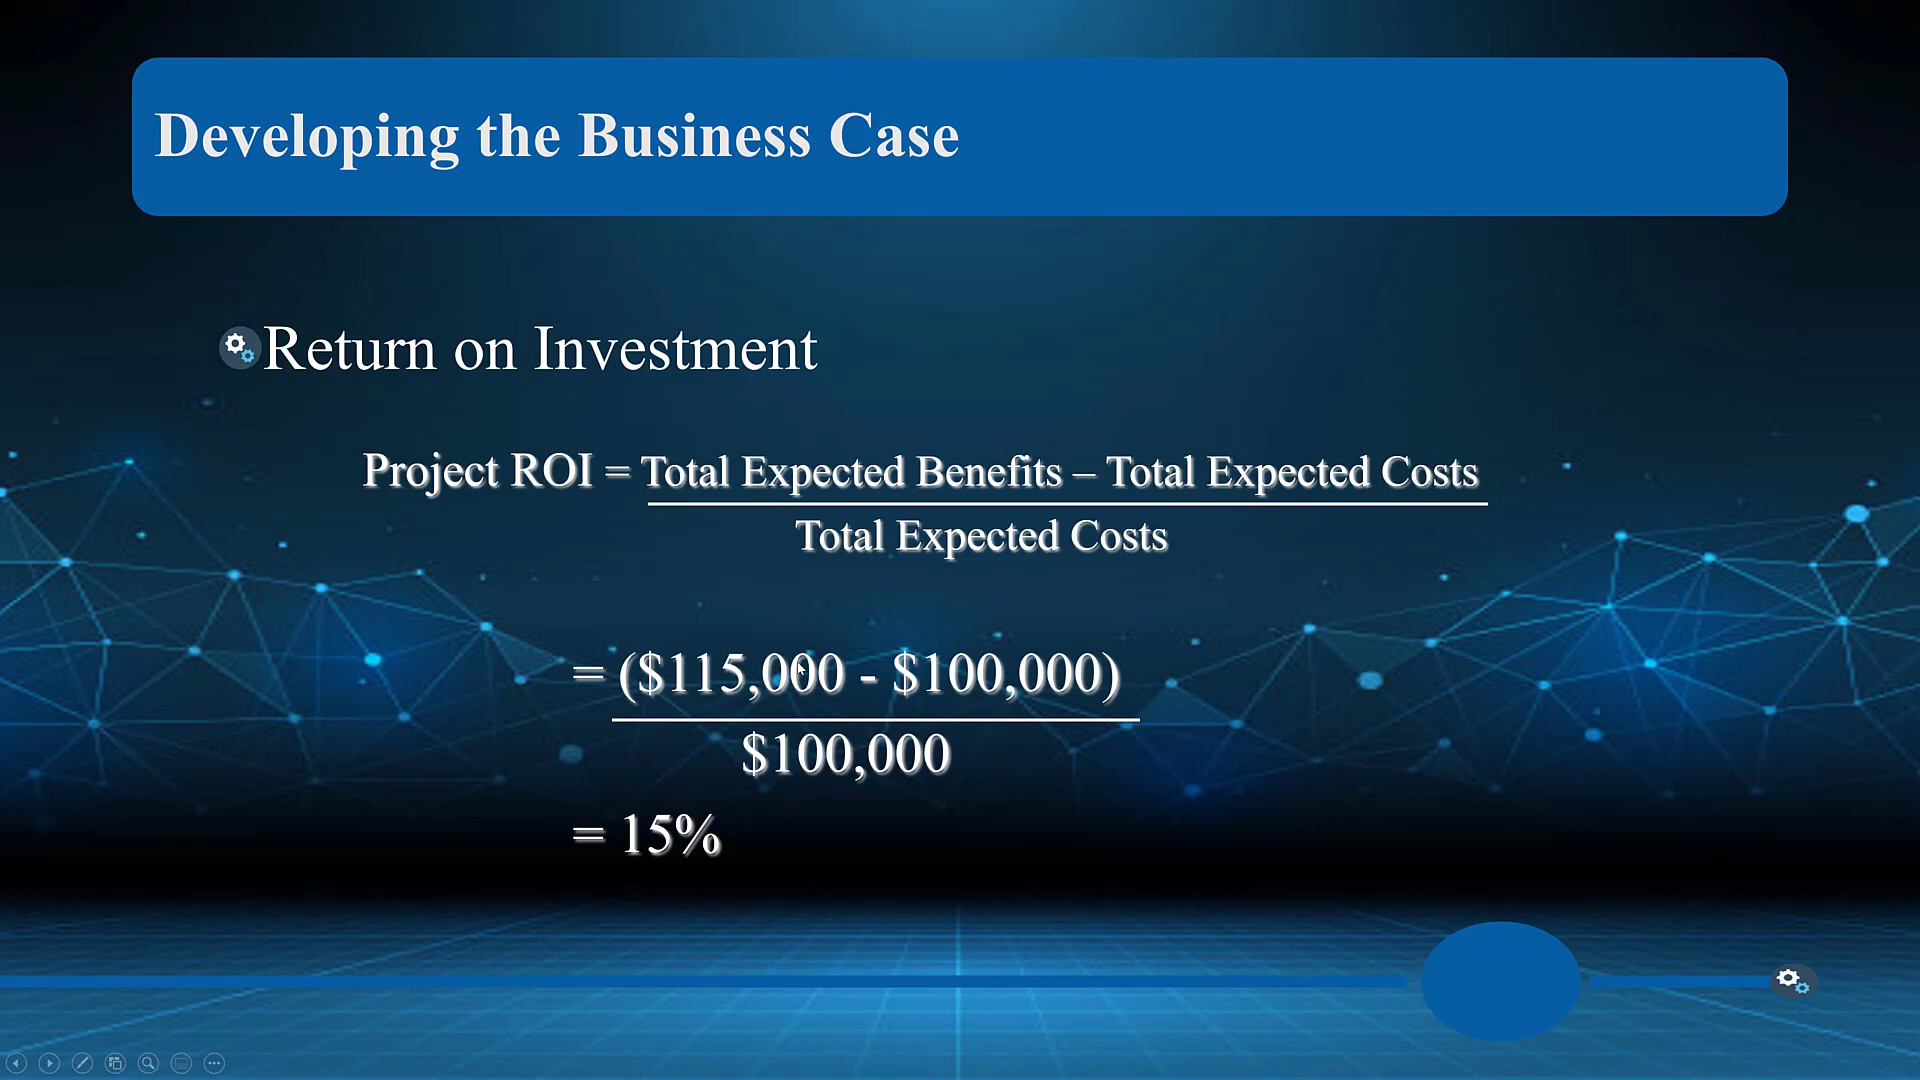 Developing the Business Case
Return on Investment
Project ROI = Total Expected Benefits – Total Expected Costs
Total Expected Costs
= ($115,000 - $100,000)
$100,000
= 15%